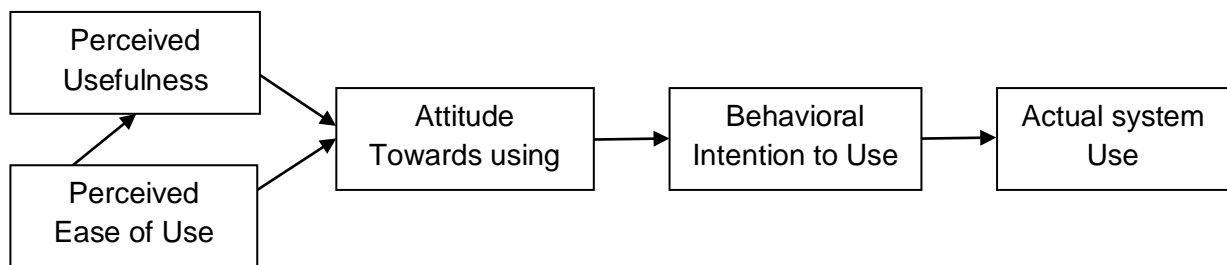 Perceived
Usefulness
Perceived
Ease of Use
Attitude
Towards using
Behavioral
Intention to Use
Actual system
Use